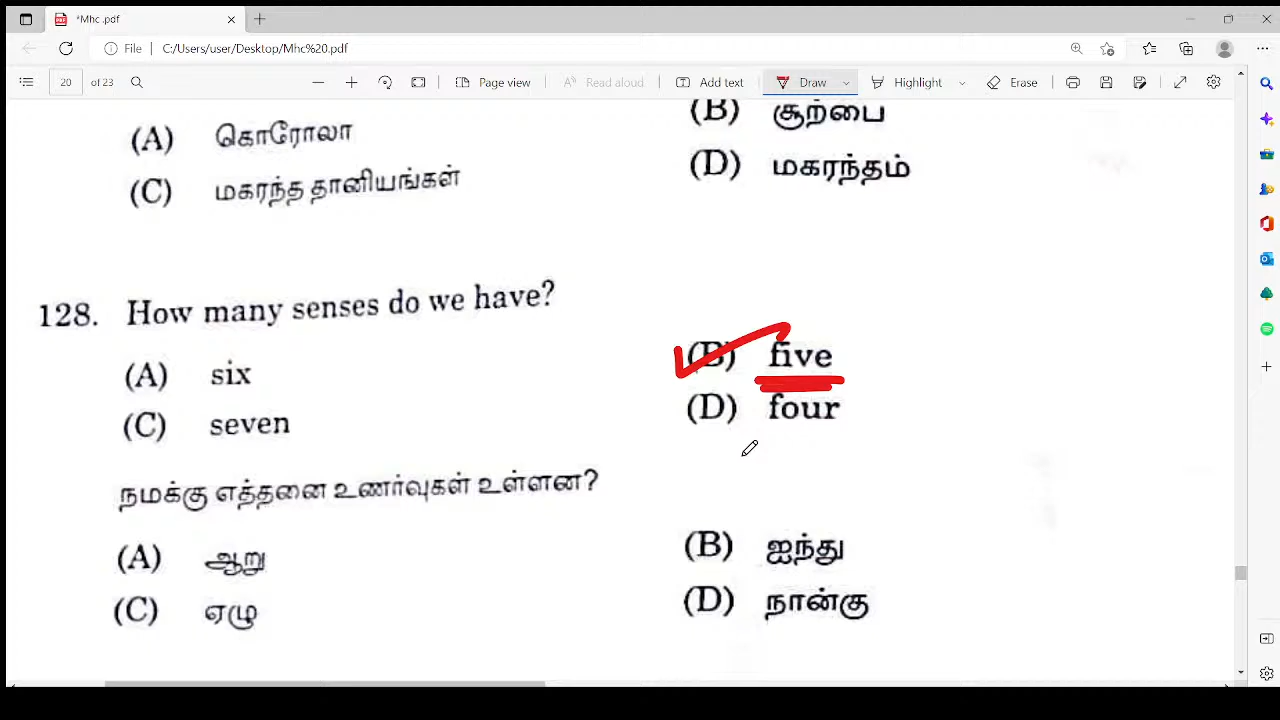 *Mhc .pdf
File | C:/Users/user/Desktop/Mhc%20.pdf
20 of 23 Page view Read aloud Add text Draw Highlight Erase
(B) சூற்பை
(A) கொரோலா
(D) மகரந்தம்
(C) மகரந்த தானியங்கள்
128. How many senses do we have?
(A) six (B) five
(C) seven (D) four
நமக்கு எத்தனை உணர்வுகள் உள்ளன?
(A) ஆறு (B) ஐந்து
(C) ஏழு (D) நான்கு